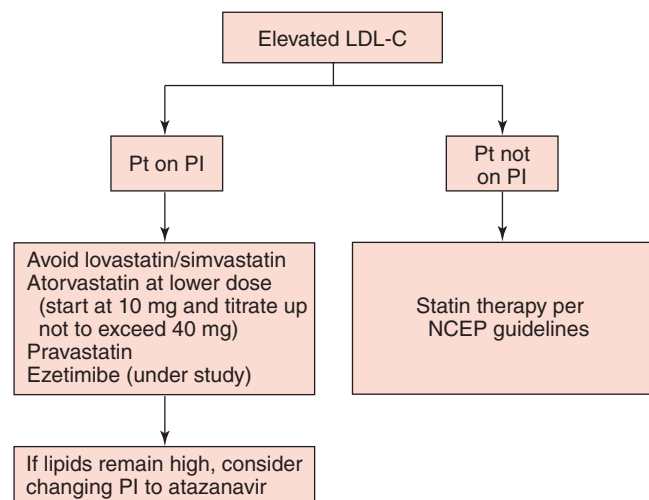 Elevated LDL-C
Pt on PI
Pt not
on PI
Avoid lovastatin/simvastatin
Atorvastatin at lower dose
(start at 10 mg and titrate up
not to exceed 40 mg)
Pravastatin
Ezetimibe (under study)
Statin therapy per
NCEP guidelines
If lipids remain high, consider
changing PI to atazanavir